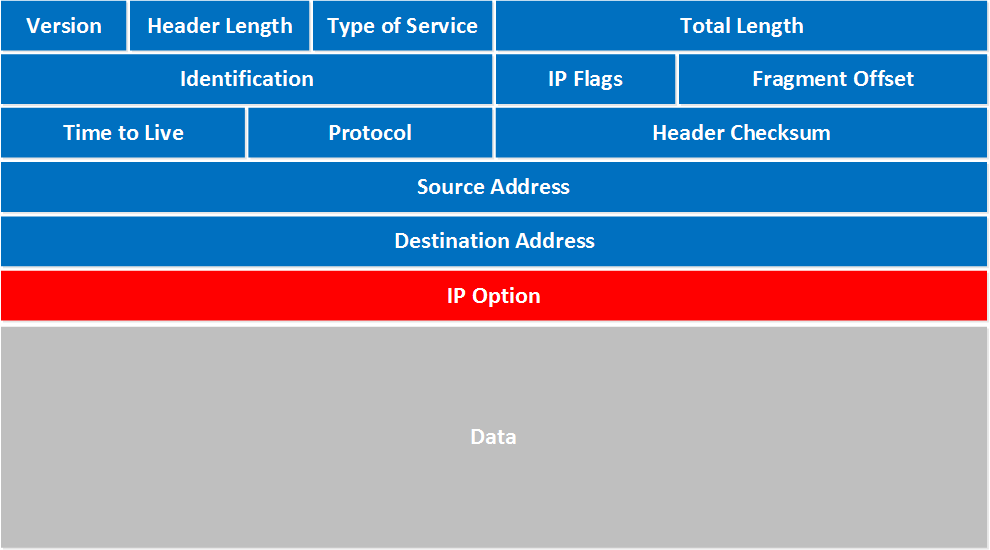 Version Header Length Type of Service Total Length
Identification IP Flags Fragment Offset
Time to Live Protocol Header Checksum
Source Address
Destination Address
IP Option
Data